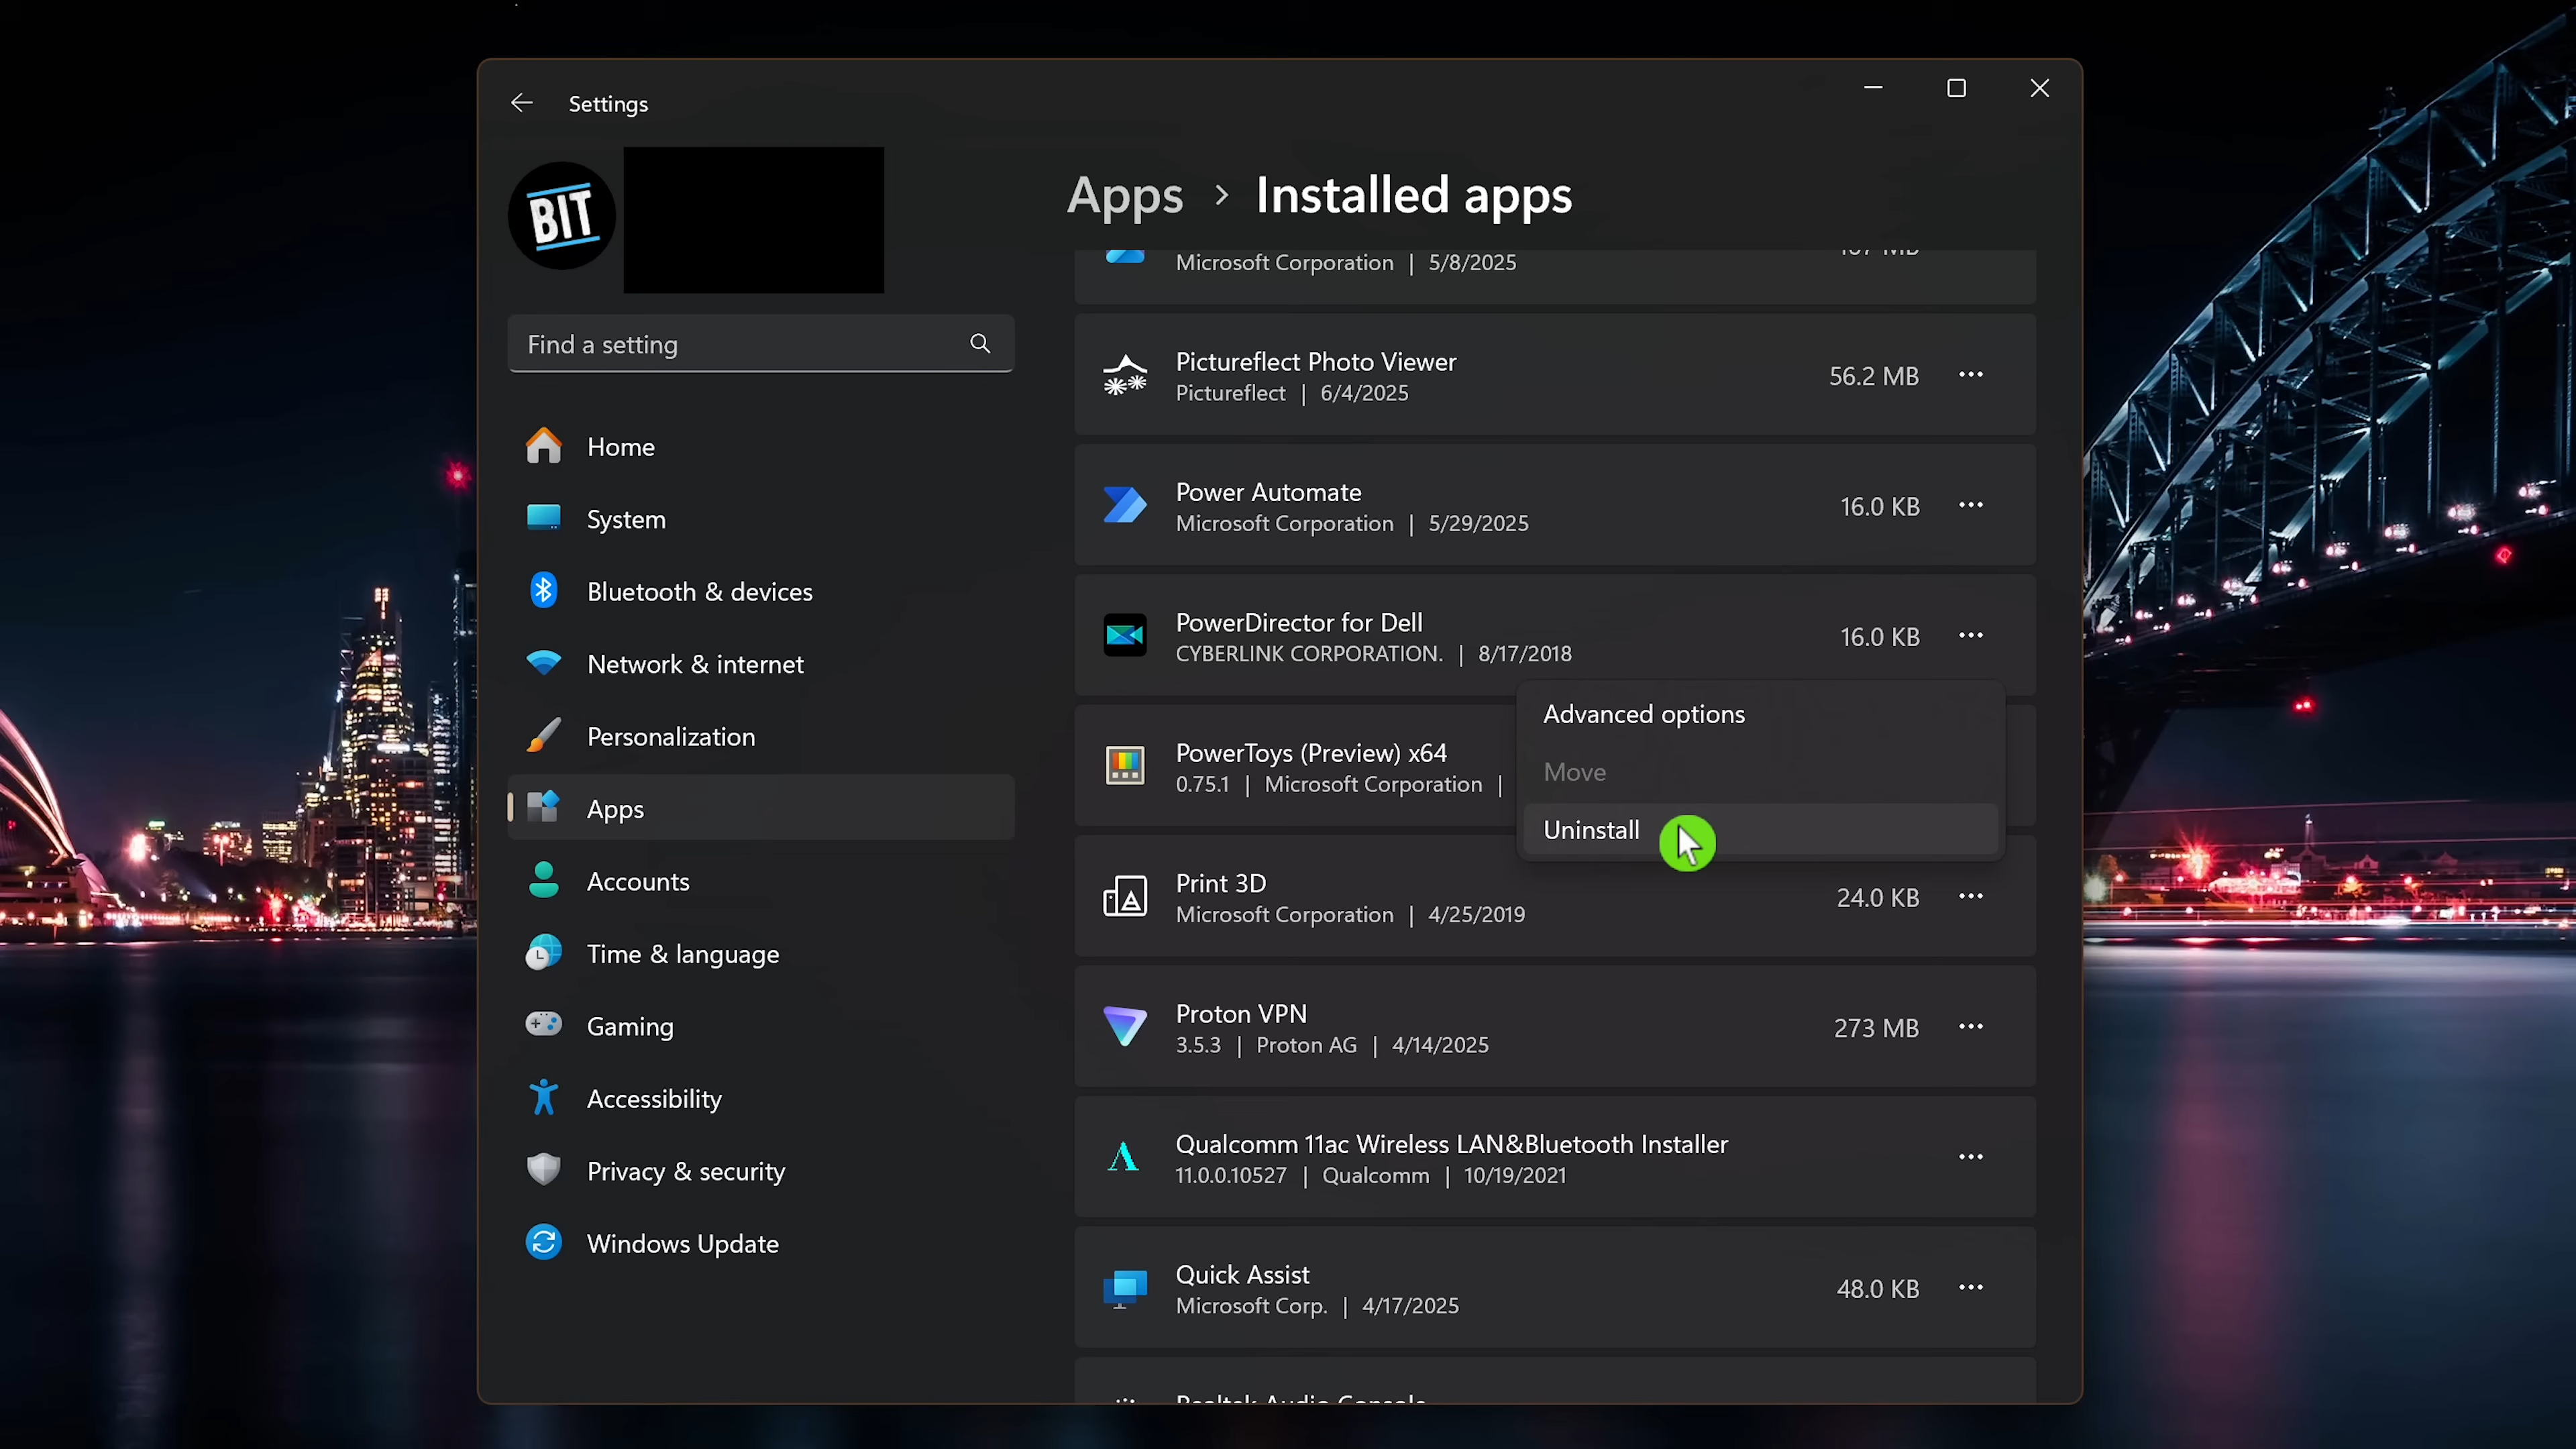 Settings
BIT
Find a setting
Home
System
Bluetooth & devices
Network & internet
Personalization
Apps
Accounts
Time & language
Gaming
Accessibility
Privacy & security
Windows Update
Apps > Installed apps
Microsoft Corporation | 5/8/2025
Pictureflect Photo Viewer
Pictureflect | 6/4/2025
56.2 MB
Power Automate
Microsoft Corporation | 5/29/2025
16.0 KB
PowerDirector for Dell
CYBERLINK CORPORATION. | 8/17/2018
16.0 KB
Advanced options
Move
Uninstall
PowerToys (Preview) x64
0.75.1 | Microsoft Corporation |
Print 3D
Microsoft Corporation | 4/25/2019
24.0 KB
Proton VPN
3.5.3 | Proton AG | 4/14/2025
273 MB
Qualcomm 11ac Wireless LAN&Bluetooth Installer
11.0.0.10527 | Qualcomm | 10/19/2021
Quick Assist
Microsoft Corp. | 4/17/2025
48.0 KB
Realtek Audio Console